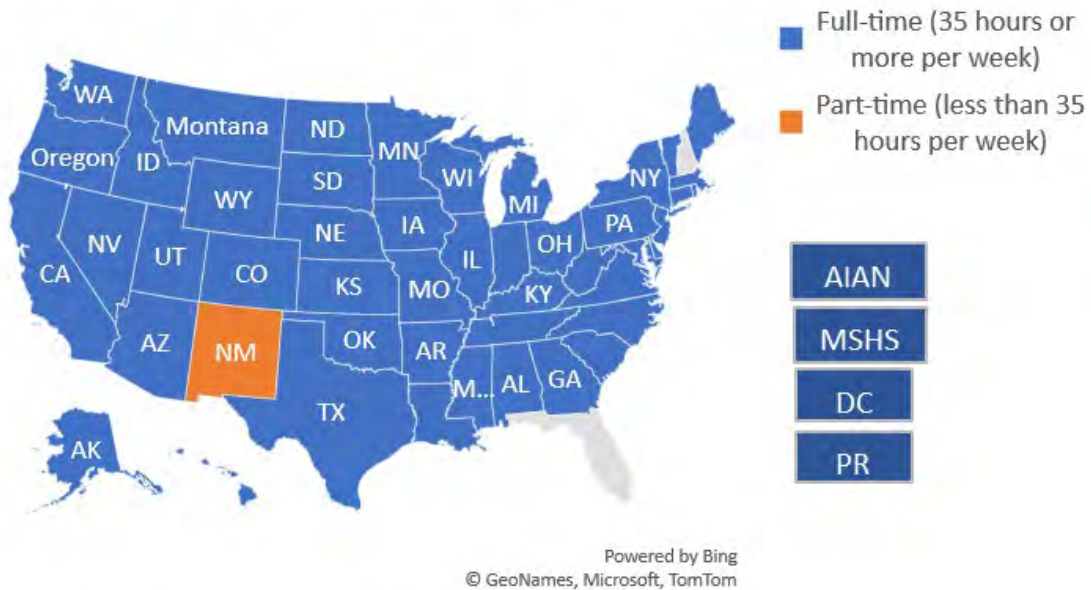 Full-time (35 hours or
more per week)
Part-time (less than 35
hours per week)
WA
Montana
ND
MN
Oregon
ID
SD
WI
NY
WY
MI
IA
PA
NE
NV
UT
IL
OH
CO
CA
KS
MO
KY
AZ
NM
OK
AR
M...
AL
GA
TX
AK
AIAN
MSHS
DC
PR
Powered by Bing
© GeoNames, Microsoft, TomTom